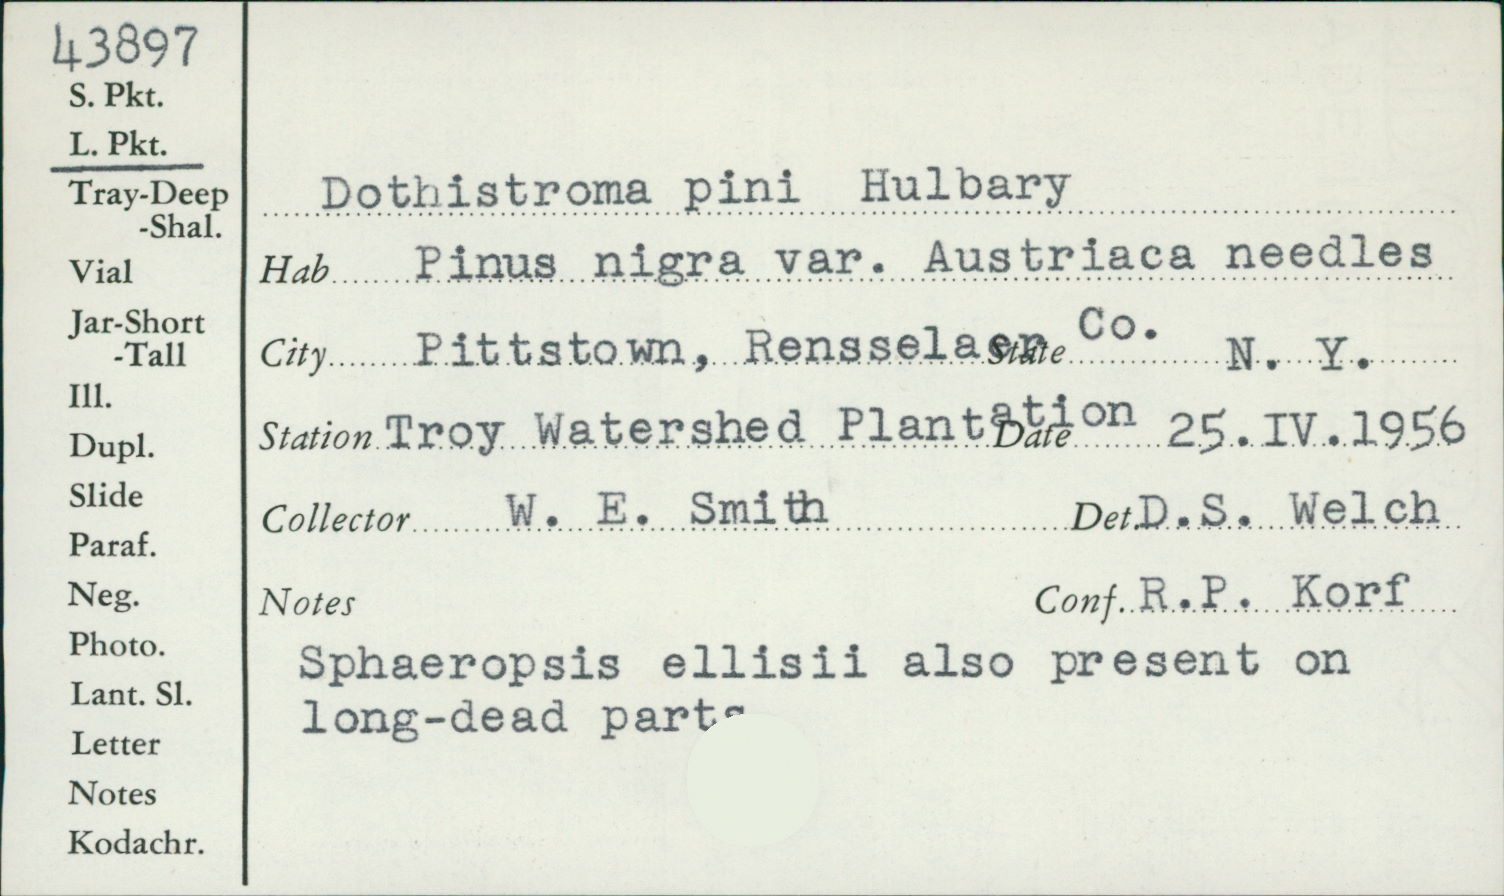 43897
S. Pkt.
L. Pkt.
Tray-Deep
-Shal.
Vial
Jar-Short
-Tall
Ill.
Dupl.
Slide
Paraf.
Neg.
Photo.
Lant. Sl.
Letter
Notes
Kodachr.
Dothistroma pini Hulbary
Hab Pinus nigra var. Austriaca needles
City Pittstown, Rensselaer Co. State N. Y.
Station Troy Watershed Plantation Date 25.IV.1956
Collector W. E. Smith Det. D.S. Welch
Notes Conf. R.P. Korf
Sphaeropsis ellisii also present on
long-dead parts